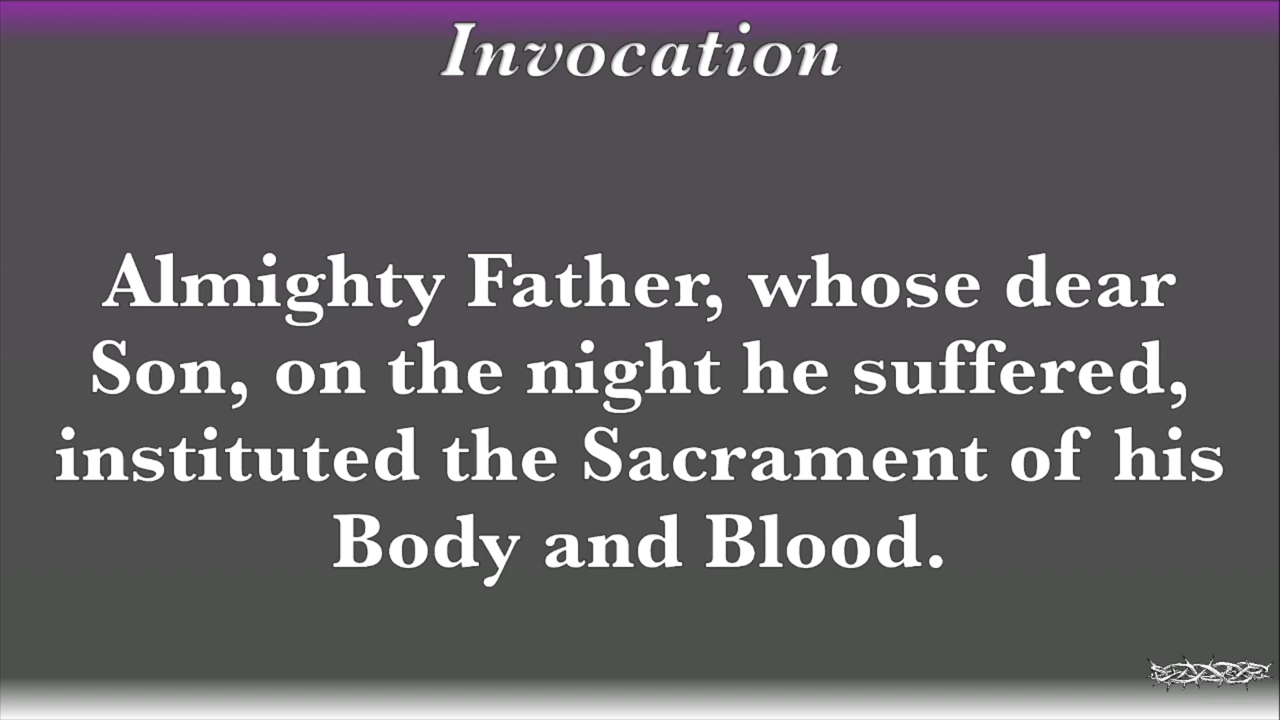 Invocation
Almighty Father, whose dear
Son, on the night he suffered,
instituted the Sacrament of his
Body and Blood.